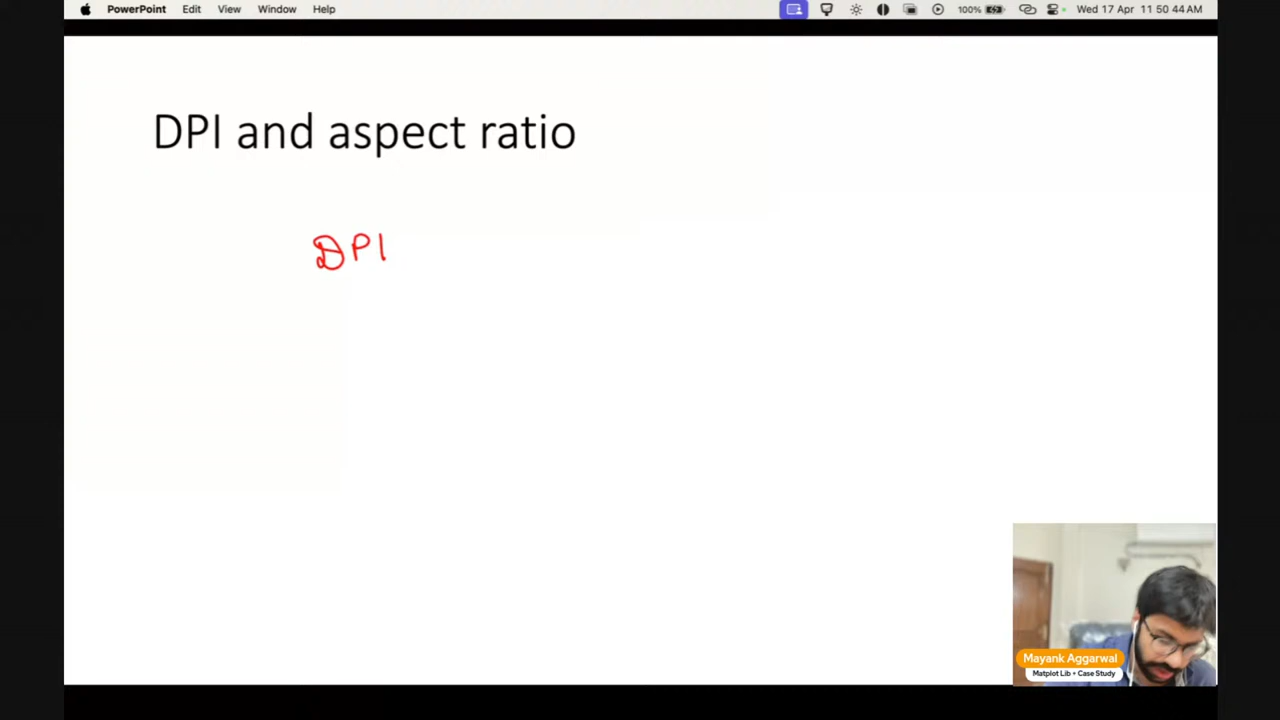 PowerPoint Edit View Window Help 100% Wed 17 Apr 11 50 44 AM
DPI and aspect ratio
DPI
Mayank Aggarwal
Matplot Lib + Case Study